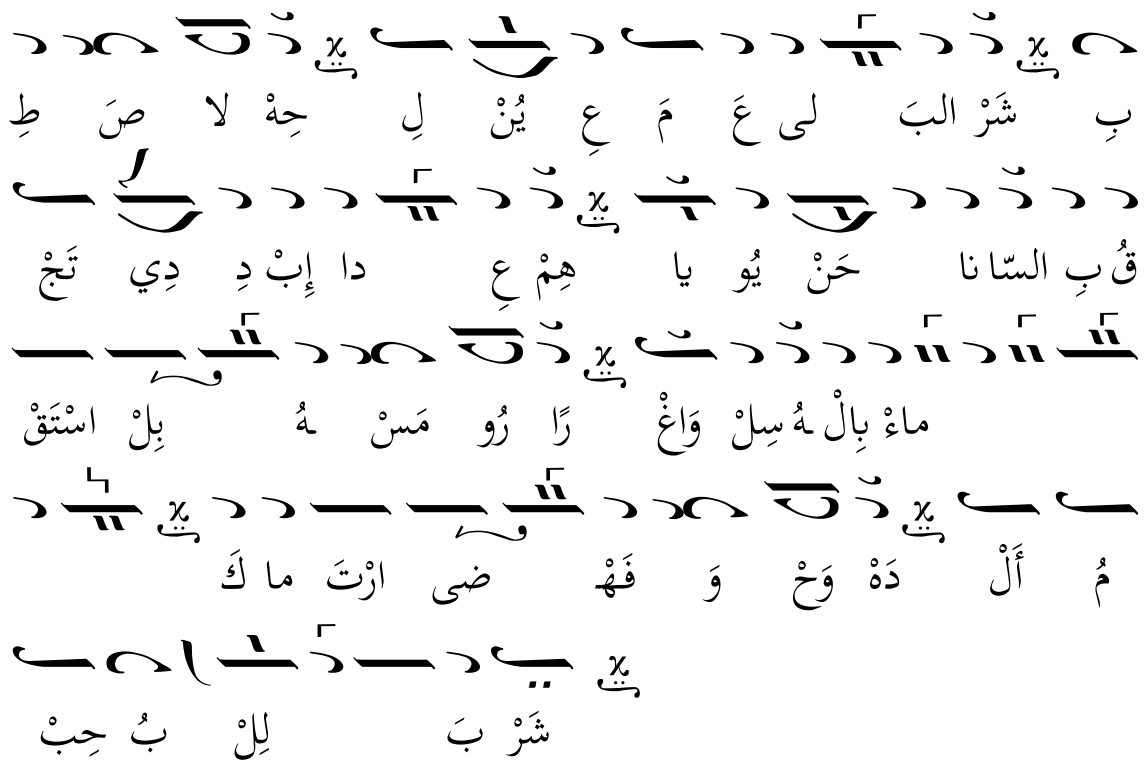 بِ شَرْ البَ لى عَ مَ عِ يُنْ لِ حِهْ لا صَ طِ
قُ بِ السّا نا حَنْ يُو يا هِمْ عِ دا إِبْ دِ دِي تَجْ
ماءْ بِالْ ـهُ سِلْ وَاغْ رًا رُو مَسْ ـهُ بِلْ اسْتَقْ
مُ أَلْ دَهْ وَحْ وَ فَهْ ضى ارْتَ ما كَ
شَرْ بَ لِلْ بُ حِبْ